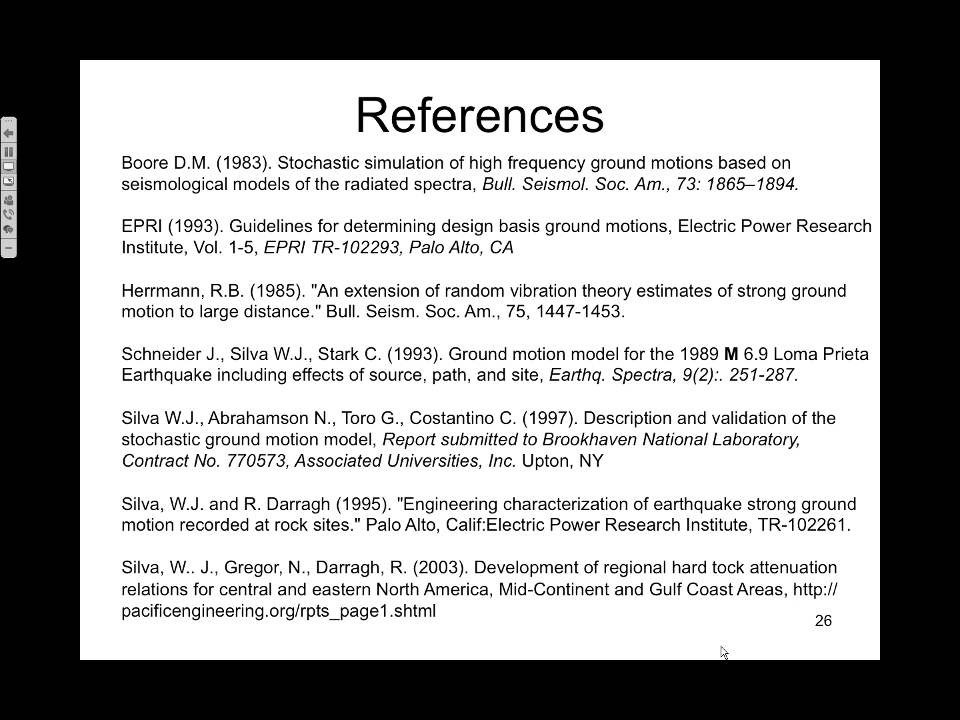 References
Boore D.M. (1983). Stochastic simulation of high frequency ground motions based on
seismological models of the radiated spectra, Bull. Seismol. Soc. Am., 73: 1865–1894.
EPRI (1993). Guidelines for determining design basis ground motions, Electric Power Research
Institute, Vol. 1-5, EPRI TR-102293, Palo Alto, CA
Herrmann, R.B. (1985). "An extension of random vibration theory estimates of strong ground
motion to large distance." Bull. Seism. Soc. Am., 75, 1447-1453.
Schneider J., Silva W.J., Stark C. (1993). Ground motion model for the 1989 M 6.9 Loma Prieta
Earthquake including effects of source, path, and site, Earthq. Spectra, 9(2):. 251-287.
Silva W.J., Abrahamson N., Toro G., Costantino C. (1997). Description and validation of the
stochastic ground motion model, Report submitted to Brookhaven National Laboratory,
Contract No. 770573, Associated Universities, Inc. Upton, NY
Silva, W.J. and R. Darragh (1995). "Engineering characterization of earthquake strong ground
motion recorded at rock sites." Palo Alto, Calif:Electric Power Research Institute, TR-102261.
Silva, W.. J., Gregor, N., Darragh, R. (2003). Development of regional hard tock attenuation
relations for central and eastern North America, Mid-Continent and Gulf Coast Areas, http://
pacificengineering.org/rpts_page1.shtml
26